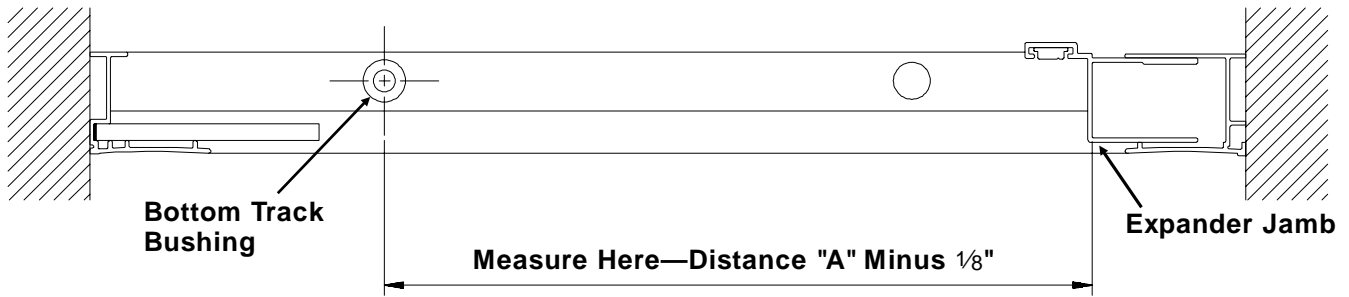 Bottom Track
Bushing
Expander Jamb
Measure Here—Distance "A" Minus ⅛"